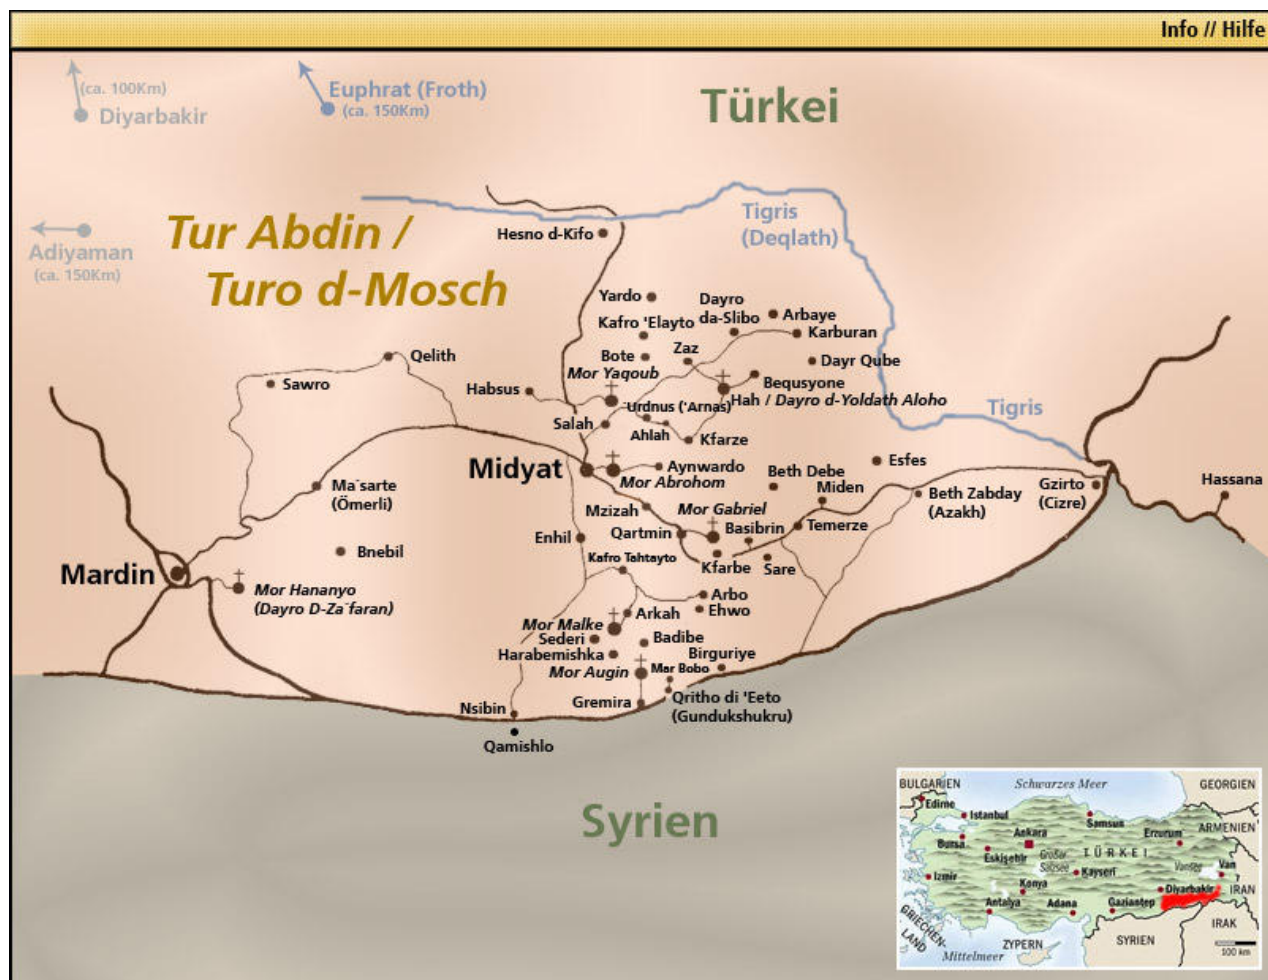 Info // Hilfe
(ca. 100Km)
Diyarbakir
Euphrat (Froth)
(ca. 150Km)
Türkei
Adiyaman
(ca. 150Km)
Tur Abdin /
Turo d-Mosch
Hesno d-Kifo
Tigris
(Deqlath)
Yardo
Dayro
da-Slibo
Arbaye
Kafro 'Elayto
Karburan
Zaz
Bote
Dayr Qube
Qelith
Mor Yaqoub
Sawro
Habsus
Bequsyone
Hah / Dayro d-Yoldath Aloho
Urdnus ('Arnas)
Tigris
Salah
Ahlah
Kfarze
Midyat
Aynwardo
Mor Abrohom
Beth Debe
Esfes
Miden
Ma´sarte
(Ömerli)
Beth Zabday
(Azakh)
Gzirto
(Cizre)
Hassana
Mzizah
Mor Gabriel
Qartmin
Basibrin
Temerze
Enhil
Kafro Tahtayto
Kfarbe
Sare
Bnebil
Mardin
Mor Hananyo
(Dayro D-Za´faran)
Arbo
Ehwo
Arkah
Mor Malke
Sederi
Badibe
Harabemishka
Birguriye
Mor Augin
Mar Bobo
Nsibin
Gremira
Qritho di 'Eeto
(Gundukshukru)
Qamishlo
Syrien
BULGARIEN
Schwarzes Meer
GEORGIEN
Edirne
Istanbul
Samsun
ARMENIEN
Bursa
Ankara
Erzurum
Eskişehir
Großer
Salzsee
TÜRKEI
Vansee
Van
Izmir
Kayseri
Konya
Diyarbakir
IRAN
Antalya
Adana
Gaziantep
GRIECHEN-
LAND
ZYPERN
SYRIEN
IRAK
Mittelmeer
100 km